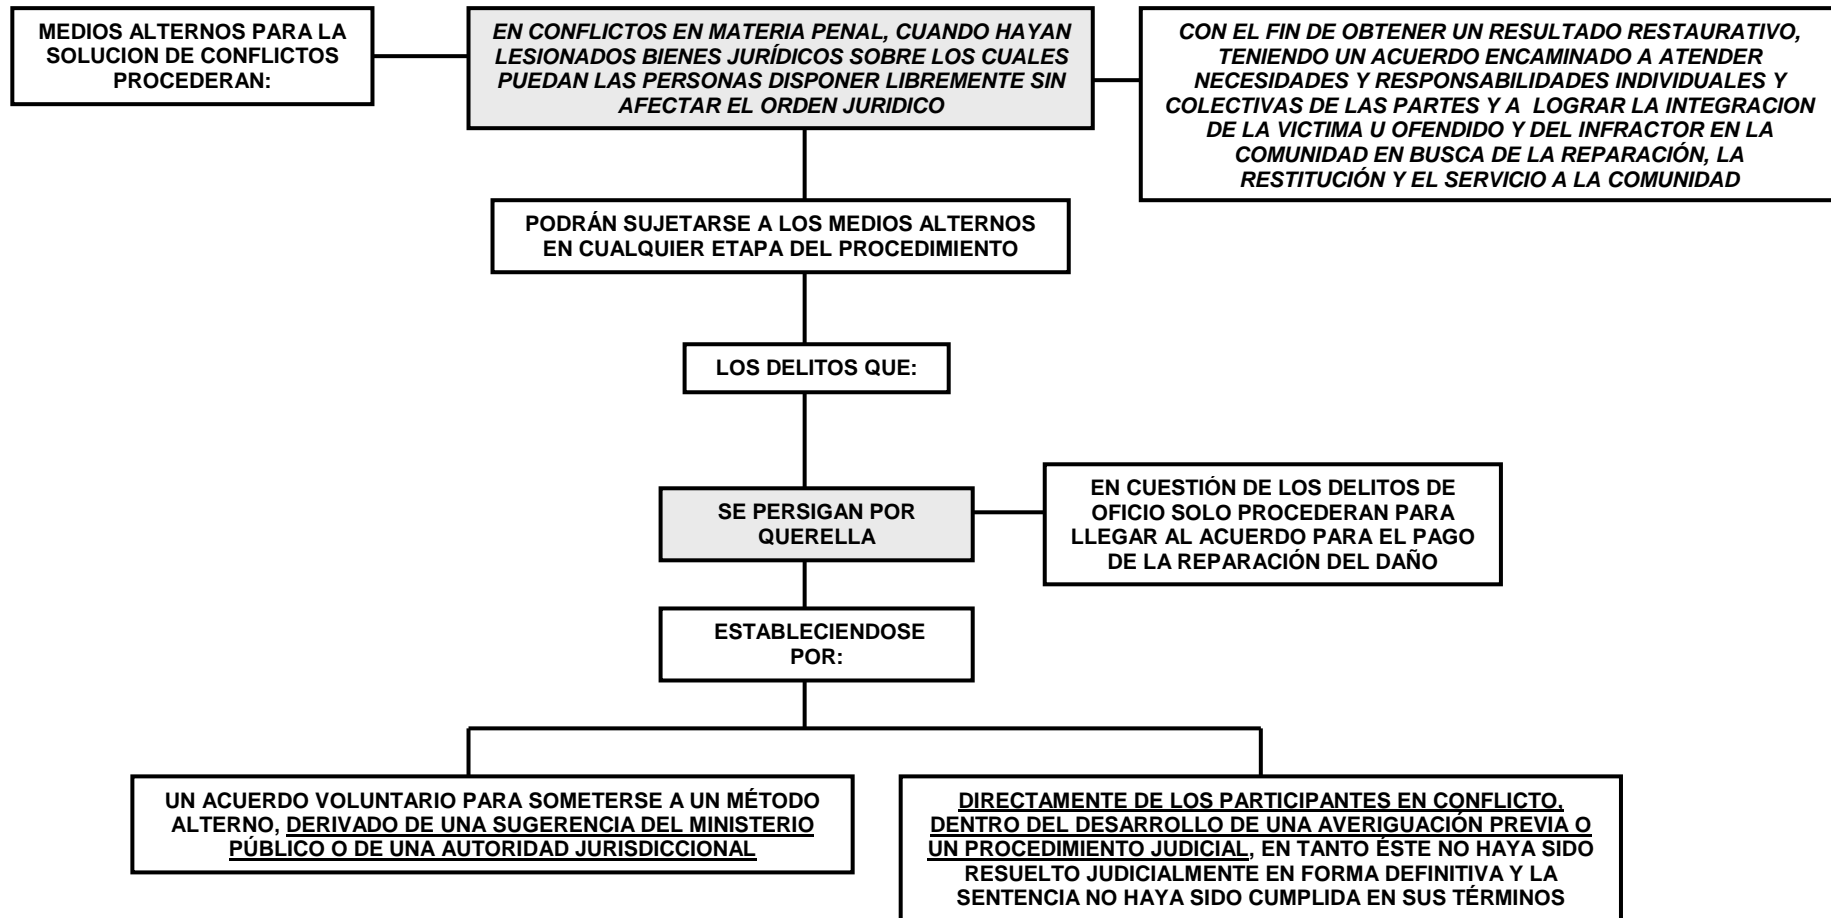 MEDIOS ALTERNOS PARA LA
SOLUCION DE CONFLICTOS
PROCEDERAN:
EN CONFLICTOS EN MATERIA PENAL, CUANDO HAYAN
LESIONADOS BIENES JURÍDICOS SOBRE LOS CUALES
PUEDAN LAS PERSONAS DISPONER LIBREMENTE SIN
AFECTAR EL ORDEN JURIDICO
CON EL FIN DE OBTENER UN RESULTADO RESTAURATIVO,
TENIENDO UN ACUERDO ENCAMINADO A ATENDER
NECESIDADES Y RESPONSABILIDADES INDIVIDUALES Y
COLECTIVAS DE LAS PARTES Y A LOGRAR LA INTEGRACION
DE LA VICTIMA U OFENDIDO Y DEL INFRACTOR EN LA
COMUNIDAD EN BUSCA DE LA REPARACIÓN, LA
RESTITUCIÓN Y EL SERVICIO A LA COMUNIDAD
PODRÁN SUJETARSE A LOS MEDIOS ALTERNOS
EN CUALQUIER ETAPA DEL PROCEDIMIENTO
LOS DELITOS QUE:
SE PERSIGAN POR
QUERELLA
EN CUESTIÓN DE LOS DELITOS DE
OFICIO SOLO PROCEDERAN PARA
LLEGAR AL ACUERDO PARA EL PAGO
DE LA REPARACIÓN DEL DAÑO
ESTABLECIENDOSE
POR:
UN ACUERDO VOLUNTARIO PARA SOMETERSE A UN MÉTODO
ALTERNO, DERIVADO DE UNA SUGERENCIA DEL MINISTERIO
PÚBLICO O DE UNA AUTORIDAD JURISDICCIONAL
DIRECTAMENTE DE LOS PARTICIPANTES EN CONFLICTO,
DENTRO DEL DESARROLLO DE UNA AVERIGUACIÓN PREVIA O
UN PROCEDIMIENTO JUDICIAL, EN TANTO ÉSTE NO HAYA SIDO
RESUELTO JUDICIALMENTE EN FORMA DEFINITIVA Y LA
SENTENCIA NO HAYA SIDO CUMPLIDA EN SUS TÉRMINOS